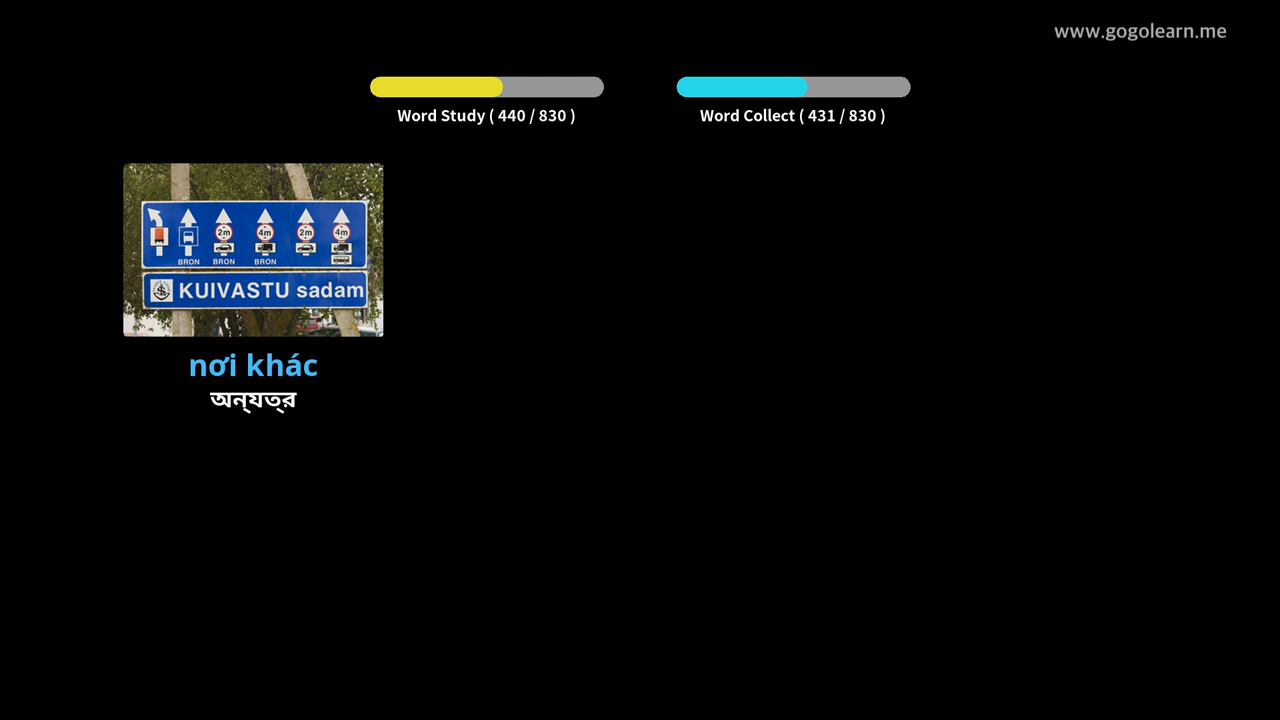 www.gogolearn.me
Word Study ( 440 / 830 )
Word Collect ( 431 / 830 )
2m 4m 2m 4m
BRON BRON BRON
KUIVASTU sadam
nơi khác
অন্‌যত্‌র